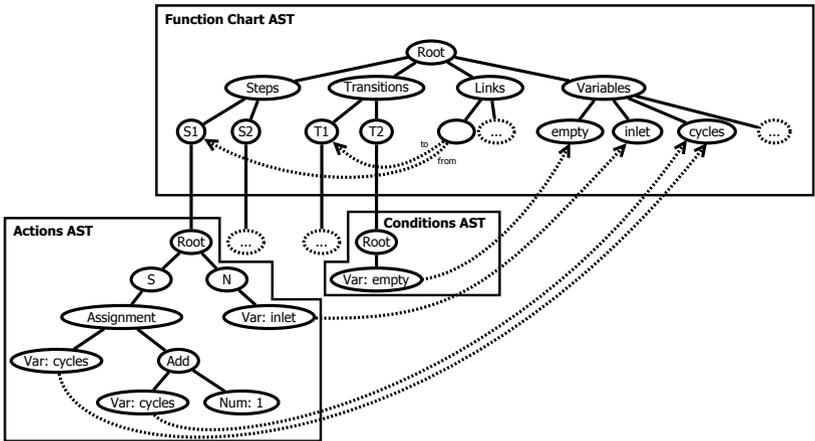 Function Chart AST
Root
Steps Transitions Links Variables
S1 S2 T1 T2 ... empty inlet cycles ...
to
from
Actions AST
Conditions AST
Root ... ... Root
S N Var: empty
Assignment Var: inlet
Var: cycles Add
Var: cycles Num: 1